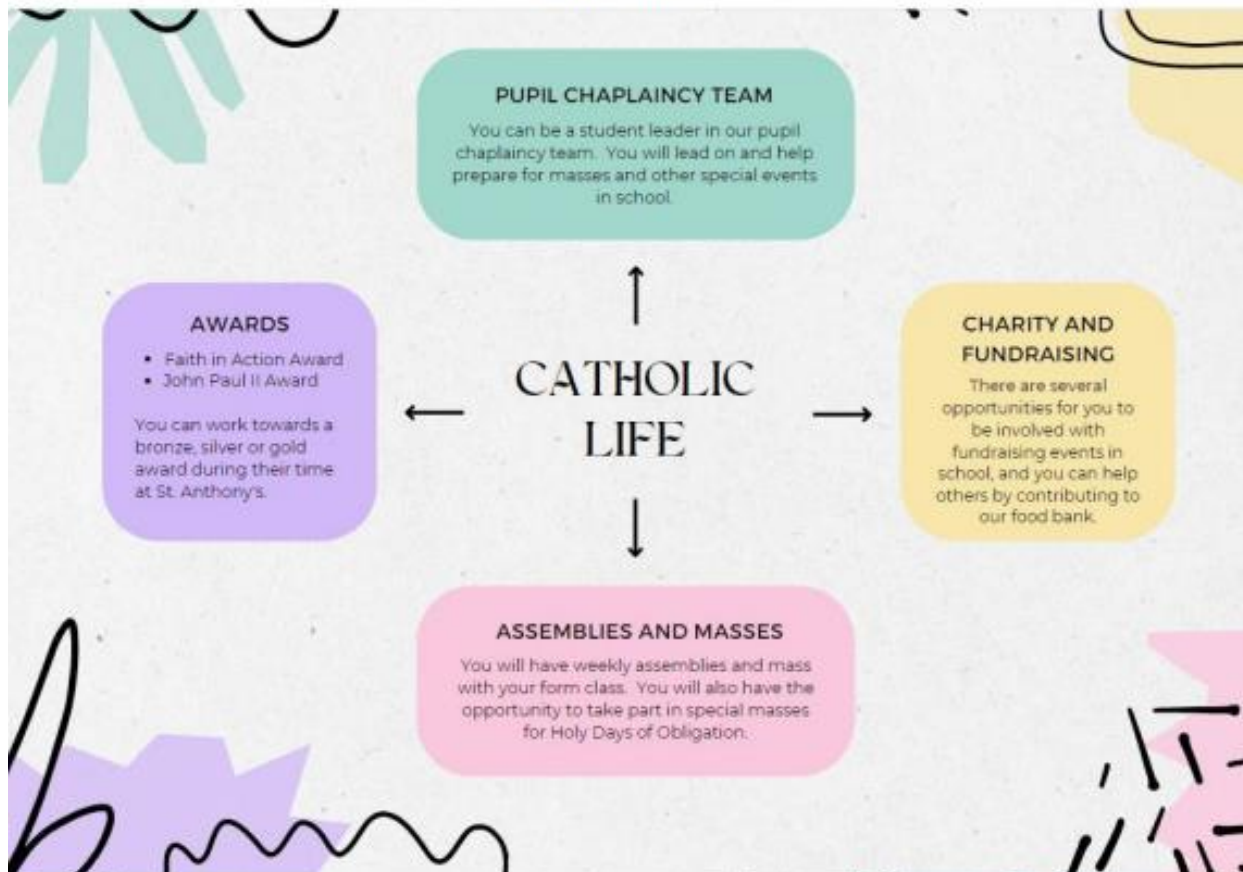 PUPIL CHAPLAINCY TEAM
You can be a student leader in our pupil
chaplaincy team. You will lead on and help
prepare for masses and other special events
in school.
AWARDS
• Faith in Action Award
• John Paul II Award
You can work towards a
bronze, silver or gold
award during their time
at St. Anthony's.
CATHOLIC
LIFE
CHARITY AND
FUNDRAISING
There are several
opportunities for you to
be involved with
fundraising events in
school, and you can help
others by contributing to
our food bank.
ASSEMBLIES AND MASSES
You will have weekly assemblies and mass
with your form class. You will also have the
opportunity to take part in special masses
for Holy Days of Obligation.